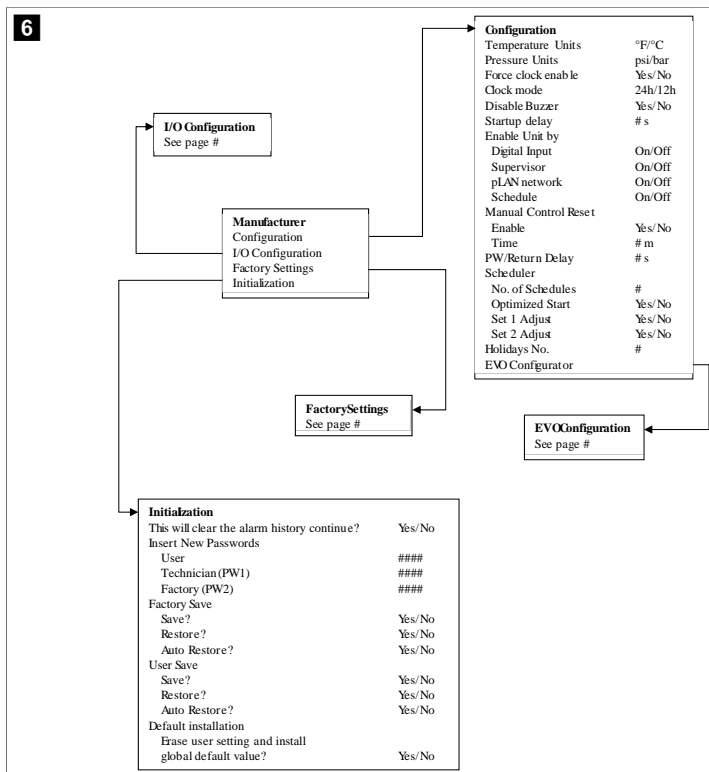 6
Configuration
Temperature Units °F/°C
Pressure Units psi/bar
Force clock enable Yes/No
Clock mode 24h/12h
Disable Buzzer Yes/No
Startup delay # s
Enable Unit by
Digital Input On/Off
Supervisor On/Off
pLAN network On/Off
Schedule On/Off
Manual Control Reset
Enable Yes/No
Time # m
PW/Return Delay # s
Scheduler
No. of Schedules #
Optimized Start Yes/No
Set 1 Adjust Yes/No
Set 2 Adjust Yes/No
Holidays No. #
EVO Configurator
I/O Configuration
See page #
Manufacturer
Configuration
I/O Configuration
Factory Settings
Initialization
FactorySettings
See page #
EVOConfiguration
See page #
Initialization
This will clear the alarm history continue? Yes/No
Insert New Passwords
User ####
Technician (PW1) ####
Factory (PW2) ####
Factory Save
Save? Yes/No
Restore? Yes/No
Auto Restore? Yes/No
User Save
Save? Yes/No
Restore? Yes/No
Auto Restore? Yes/No
Default installation
Erase user setting and install
global default value? Yes/No